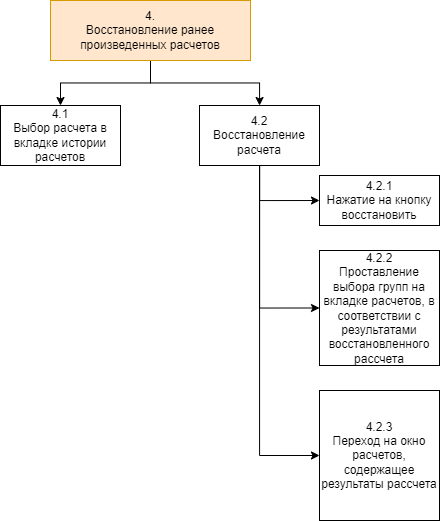 4.
Восстановление ранее
произведенных расчетов
4.1
Выбор расчета в
вкладке истории
расчетов
4.2
Восстановление
расчета
4.2.1
Нажатие на кнопку
восстановить
4.2.2
Проставление
выбора групп на
вкладке расчетов, в
соответствии с
результатами
восстановленного
рассчета
4.2.3
Переход на окно
расчетов,
содержащее
результаты рассчета